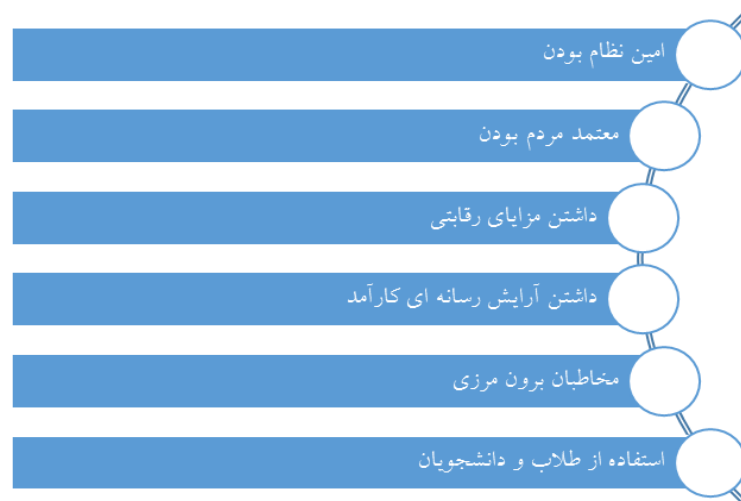 امین نظام بودن
معتمد مردم بودن
داشتن مزایای رقابتی
داشتن آرایش رسانه ای کارآمد
مخاطبان برون مرزی
استفاده از طلاب و دانشجویان